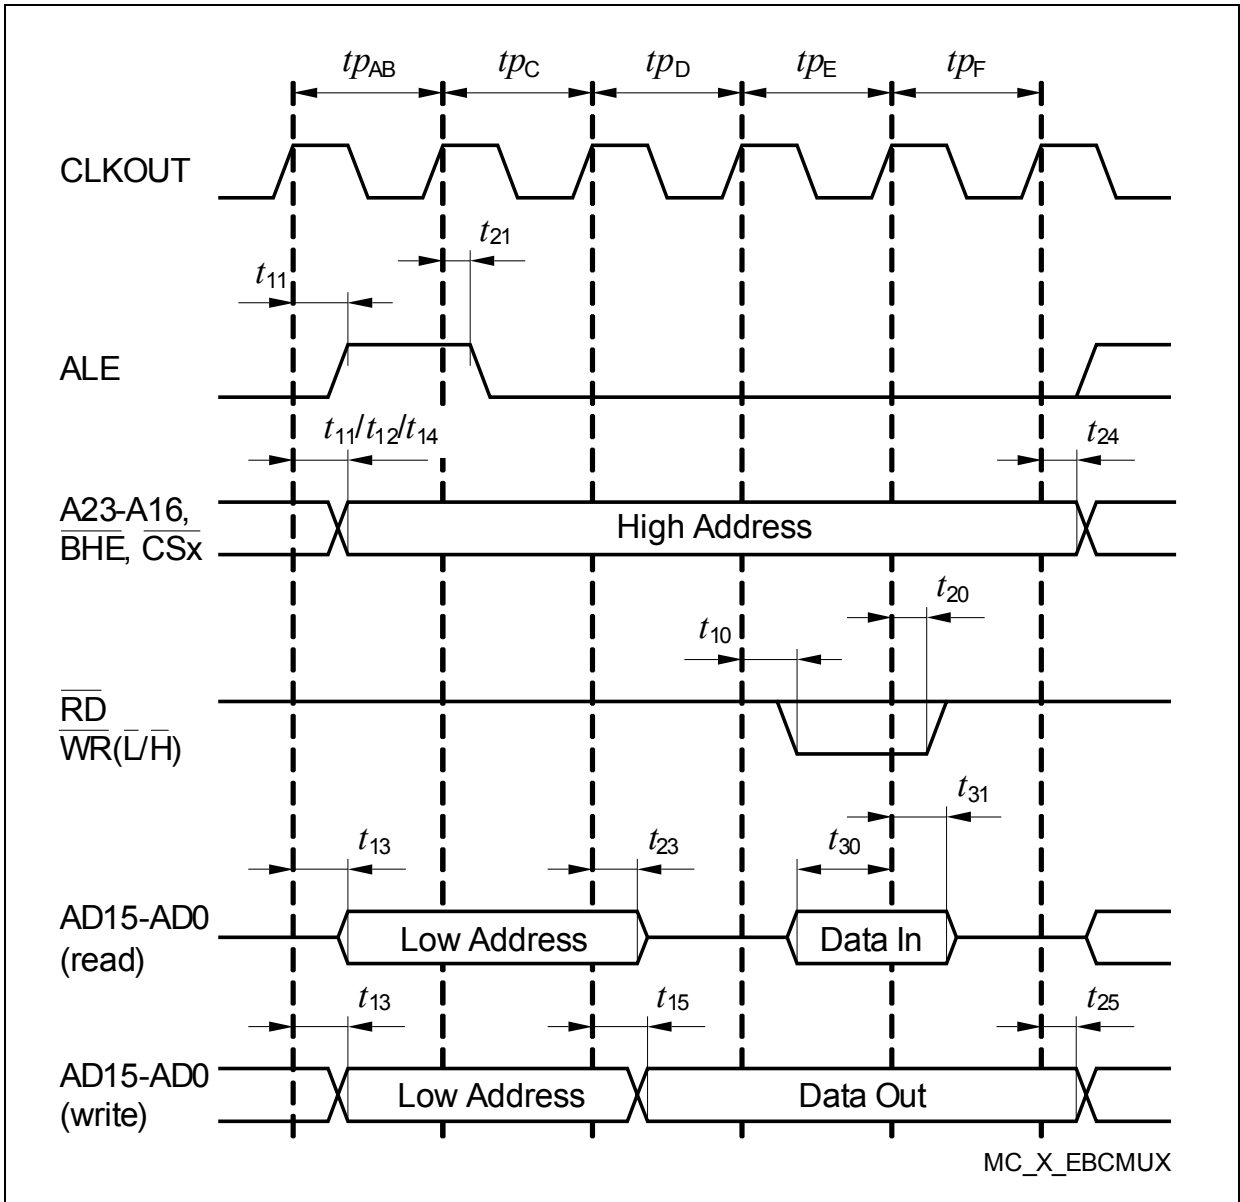 tpAB tpC tpD tpE tpF
CLKOUT
t21
t11
ALE
t11/t12/t14 t24
A23-A16,
BHE, CSx
High Address
t20
t10
RD
WR(L/H)
t31
t13 t23 t30
AD15-AD0
(read)
Low Address Data In
t13 t15 t25
AD15-AD0
(write)
Low Address Data Out
MC_X_EBCMUX